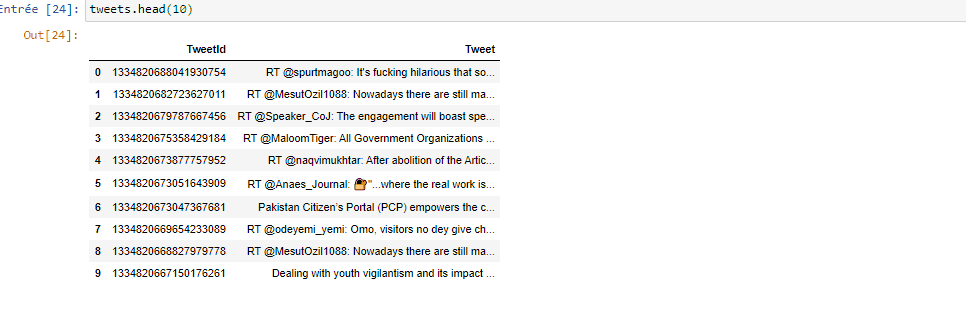 Entrée [24]: tweets.head(10)
Out[24]:
TweetId Tweet
0 1334820688041930754 RT @spurtmagoo: It's fucking hilarious that so...
1 1334820682723627011 RT @MesutOzil1088: Nowadays there are still ma...
2 1334820679787667456 RT @Speaker_CoJ: The engagement will boast spe...
3 1334820675358429184 RT @MaloomTiger: All Government Organizations ...
4 1334820673877757952 RT @naqvimukhtar: After abolition of the Artic...
5 1334820673051643909 RT @Anaes_Journal: "...where the real work is...
6 1334820673047367681 Pakistan Citizen's Portal (PCP) empowers the c...
7 1334820669654233089 RT @odeyemi_yemi: Omo, visitors no dey give ch...
8 1334820668827979778 RT @MesutOzil1088: Nowadays there are still ma...
9 1334820667150176261 Dealing with youth vigilantism and its impact ...